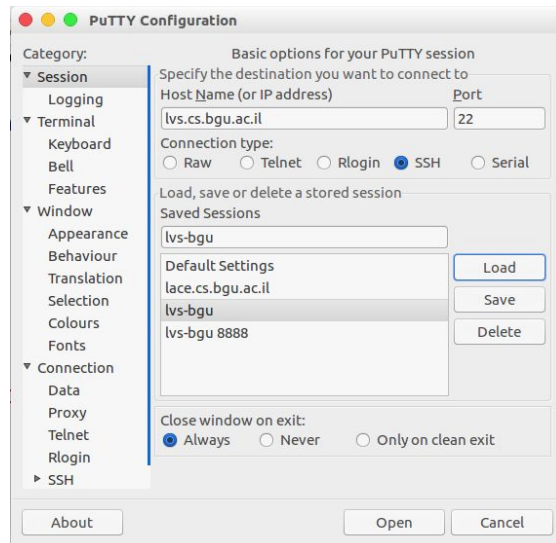 PuTTY Configuration
Category:
Session
Logging
Terminal
Keyboard
Bell
Features
Window
Appearance
Behaviour
Translation
Selection
Colours
Fonts
Connection
Data
Proxy
Telnet
Rlogin
SSH
Basic options for your PuTTY session
Specify the destination you want to connect to
Host Name (or IP address) Port
lvs.cs.bgu.ac.il 22
Connection type:
Raw Telnet Rlogin SSH Serial
Load, save or delete a stored session
Saved Sessions
lvs-bgu
Default Settings
lace.cs.bgu.ac.il
lvs-bgu
lvs-bgu 8888
Load
Save
Delete
Close window on exit:
Always Never Only on clean exit
About Open Cancel